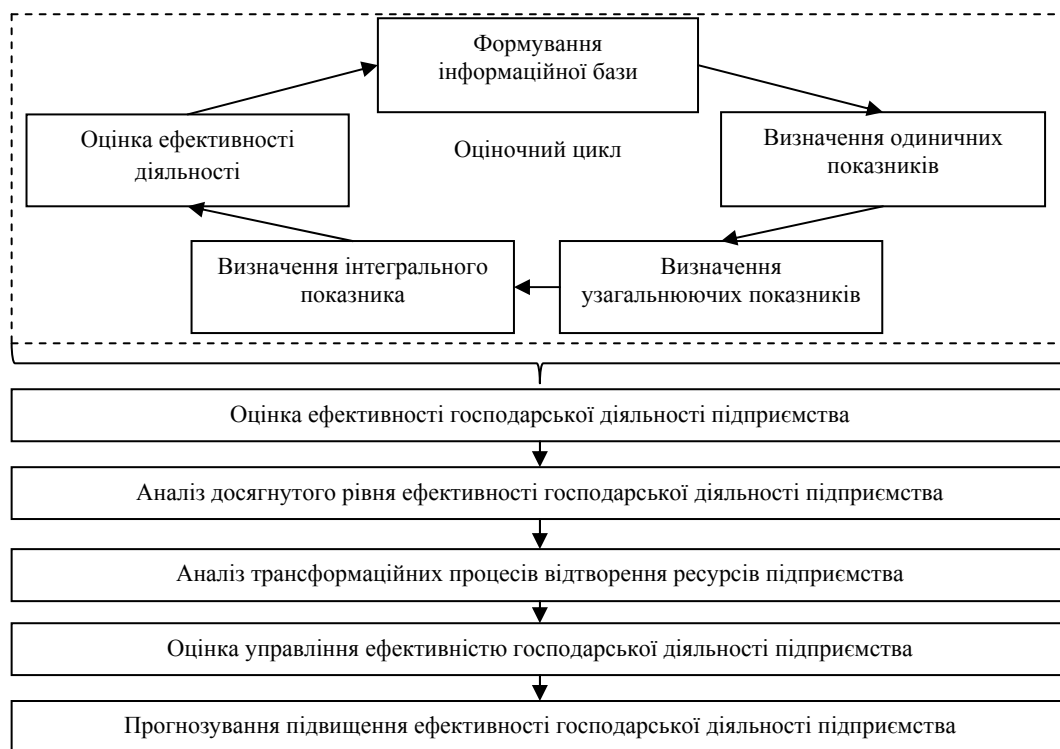 Формування
інформаційної бази
Оцінка ефективності
діяльності
Оціночний цикл
Визначення одиничних
показників
Визначення інтегрального
показника
Визначення
узагальнюючих показників
Оцінка ефективності господарської діяльності підприємства
Аналіз досягнутого рівня ефективності господарської діяльності підприємства
Аналіз трансформаційних процесів відтворення ресурсів підприємства
Оцінка управління ефективністю господарської діяльності підприємства
Прогнозування підвищення ефективності господарської діяльності підприємства